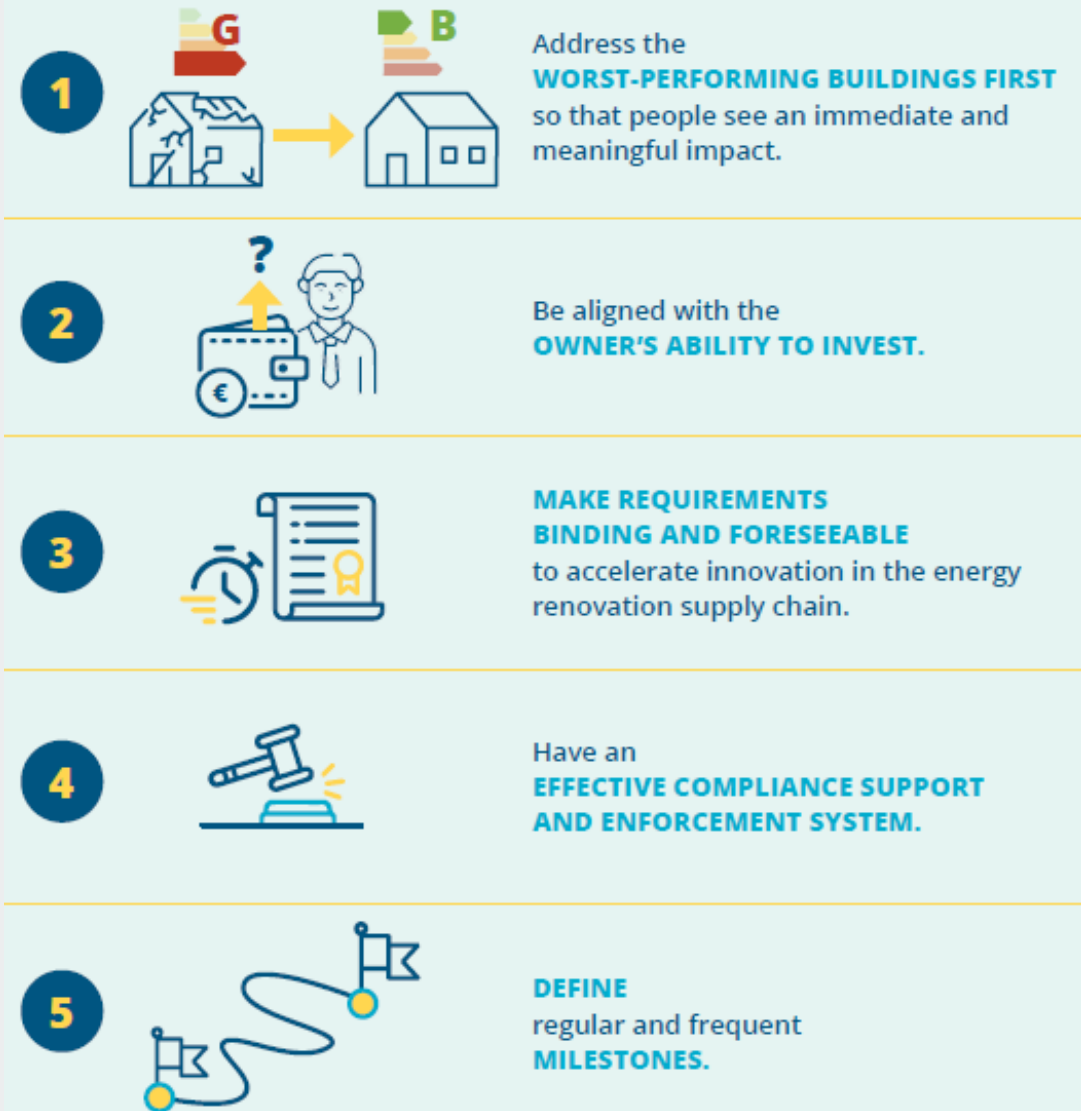 G
B
1
Address the
WORST-PERFORMING BUILDINGS FIRST
so that people see an immediate and
meaningful impact.
?
€
2
Be aligned with the
OWNER'S ABILITY TO INVEST.
3
MAKE REQUIREMENTS
BINDING AND FORESEEABLE
to accelerate innovation in the energy
renovation supply chain.
4
Have an
EFFECTIVE COMPLIANCE SUPPORT
AND ENFORCEMENT SYSTEM.
5
DEFINE
regular and frequent
MILESTONES.